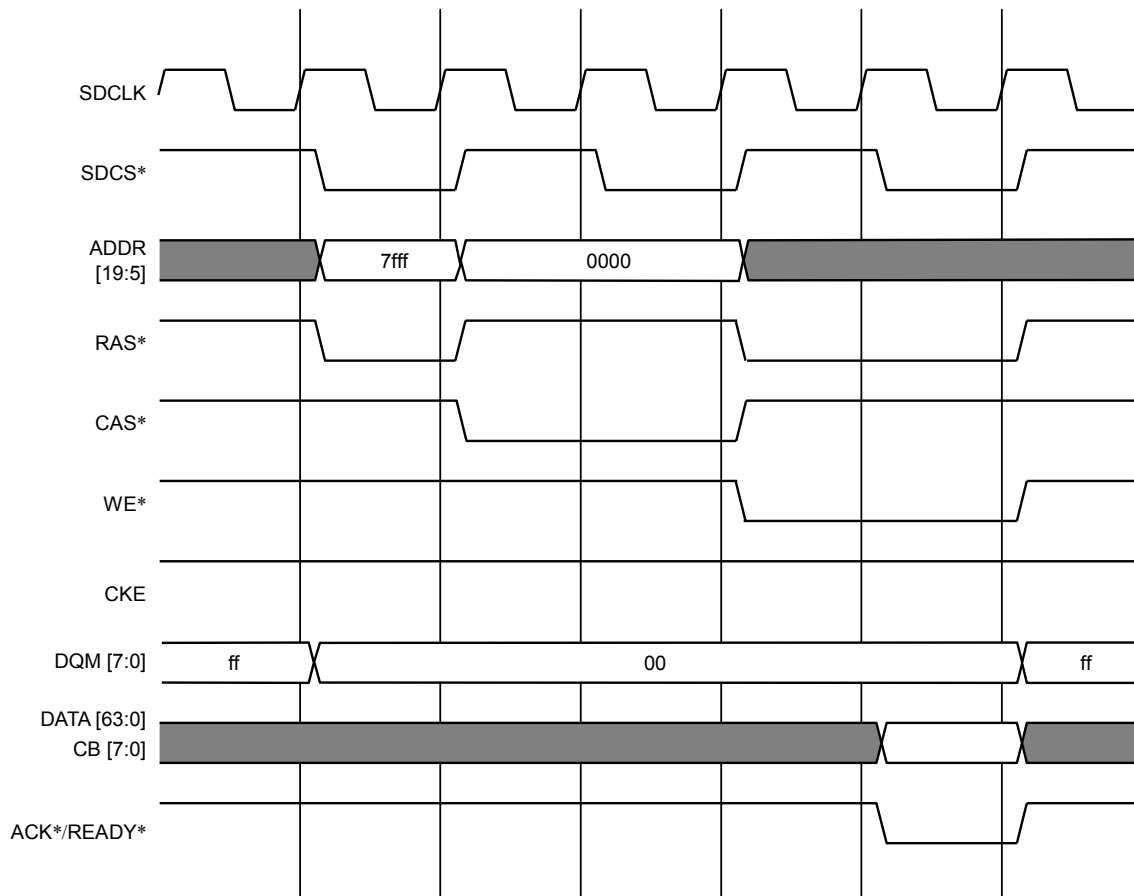 SDCLK
SDCS*
ADDR
[19:5]
7fff
0000
RAS*
CAS*
WE*
CKE
DQM [7:0]
ff
00
ff
DATA [63:0]
CB [7:0]
ACK*/READY*